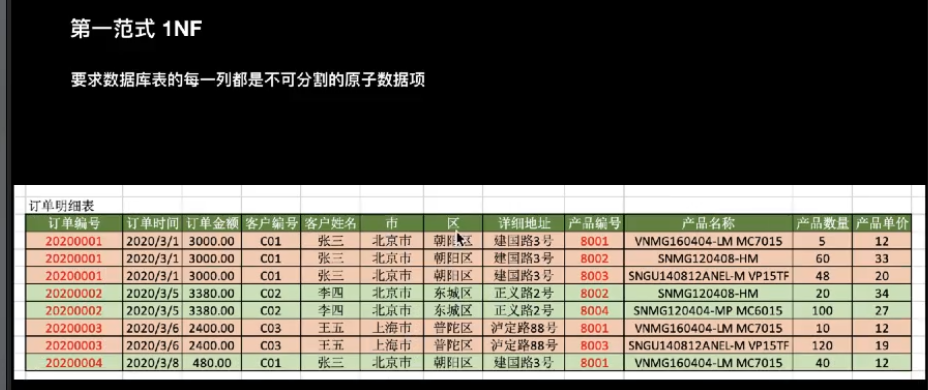 第一范式 1NF
要求数据库表的每一列都是不可分割的原子数据项
订单明细表
订单编号 订单时间 订单金额 客户编号 客户姓名 市 区 详细地址 产品编号 产品名称 产品数量 产品单价
20200001 2020/3/1 3000.00 C01 张三 北京市 朝阳区 建国路3号 8001 VNMG160404-LM MC7015 5 12
20200001 2020/3/1 3000.00 C01 张三 北京市 朝阳区 建国路3号 8002 SNMG120408-HM 60 33
20200001 2020/3/1 3000.00 C01 张三 北京市 朝阳区 建国路3号 8003 SNGU140812ANEL-M VP15TF 48 20
20200002 2020/3/5 3380.00 C02 李四 北京市 东城区 正义路2号 8002 SNMG120408-HM 20 34
20200002 2020/3/5 3380.00 C02 李四 北京市 东城区 正义路2号 8004 SNMG120404-MP MC6015 100 27
20200003 2020/3/6 2400.00 C03 王五 上海市 普陀区 泸定路88号 8001 VNMG160404-LM MC7015 10 12
20200003 2020/3/6 2400.00 C03 王五 上海市 普陀区 泸定路88号 8003 SNGU140812ANEL-M VP15TF 120 19
20200004 2020/3/8 480.00 C01 张三 北京市 朝阳区 建国路3号 8001 VNMG160404-LM MC7015 40 12